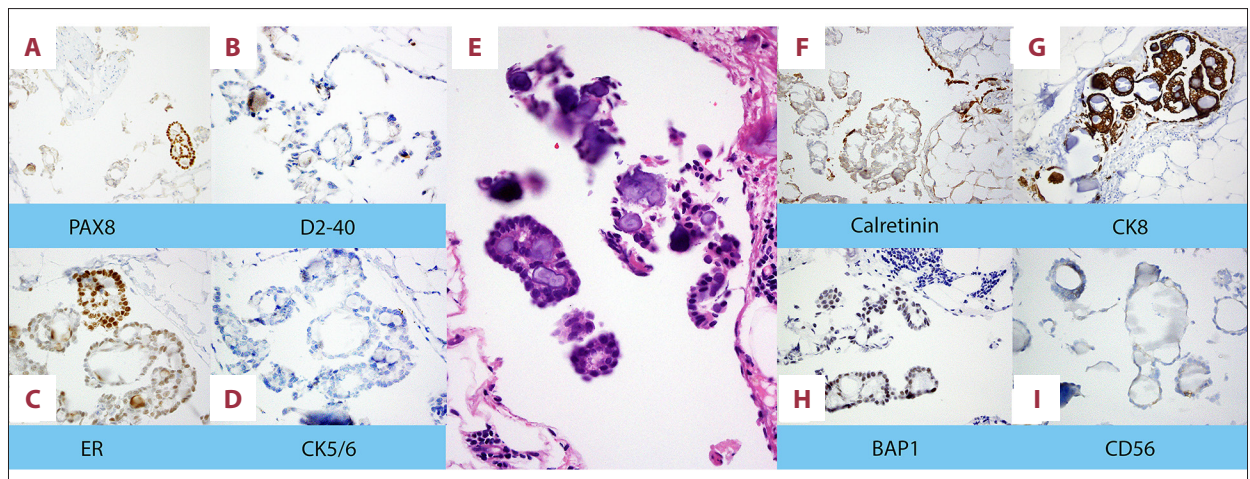 A
B
E
F
G
PAX8
D2-40
Calretinin
CK8
C
D
H
I
ER
CK5/6
BAP1
CD56